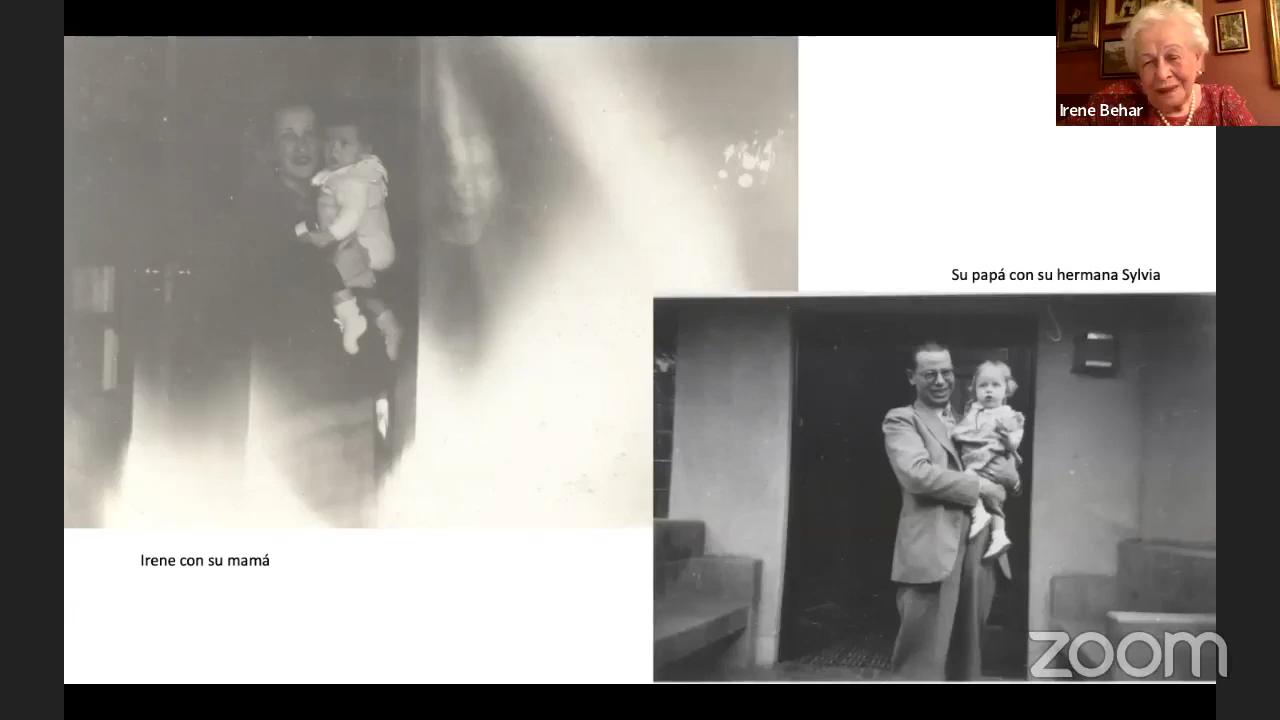 Irene Behar
Su papá con su hermana Sylvia
Irene con su mamá
zoom